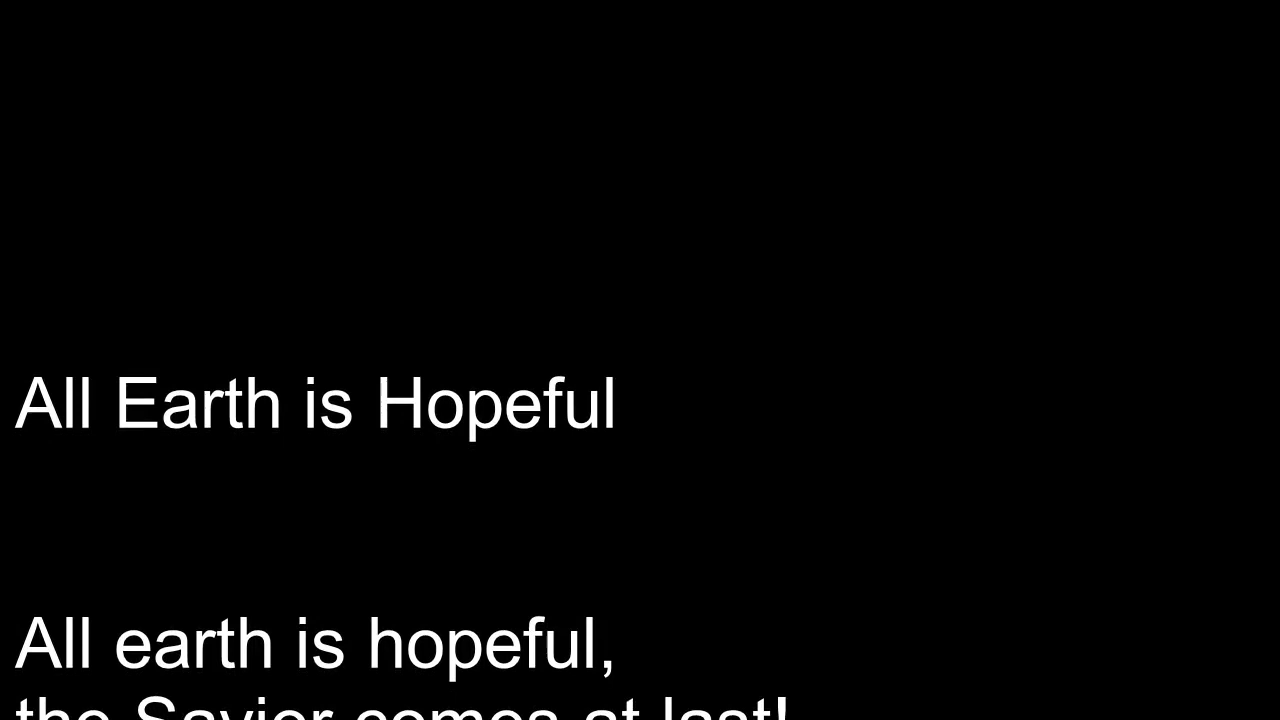 All Earth is Hopeful
All earth is hopeful,
the Savior comes at last!